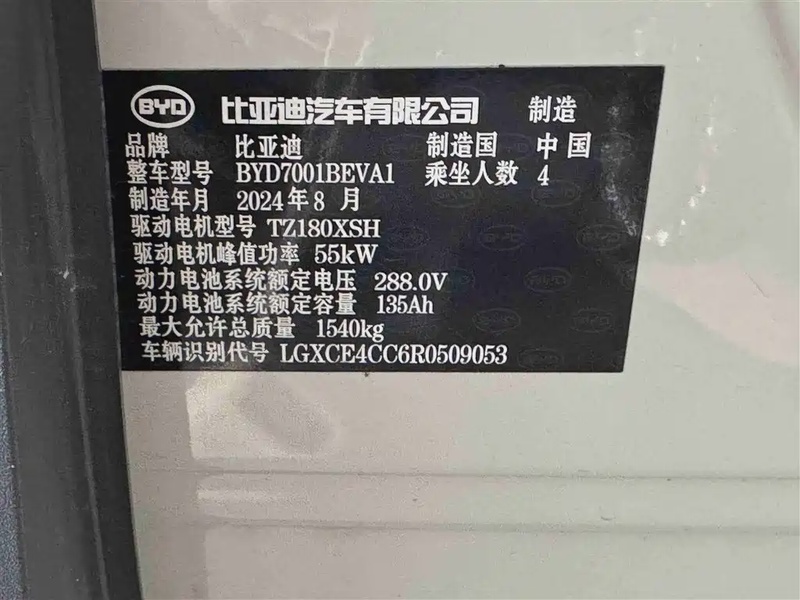 BYD 比亚迪汽车有限公司 制造
品牌 比亚迪 制造国 中国
整车型号 BYD7001BEVA1 乘坐人数 4
制造年月 2024年8月
驱动电机型号 TZ180XSH
驱动电机峰值功率 55kW
动力电池系统额定电压 288.0V
动力电池系统额定容量 135Ah
最大允许总质量 1540kg
车辆识别代号 LGXCE4CC6R0509053